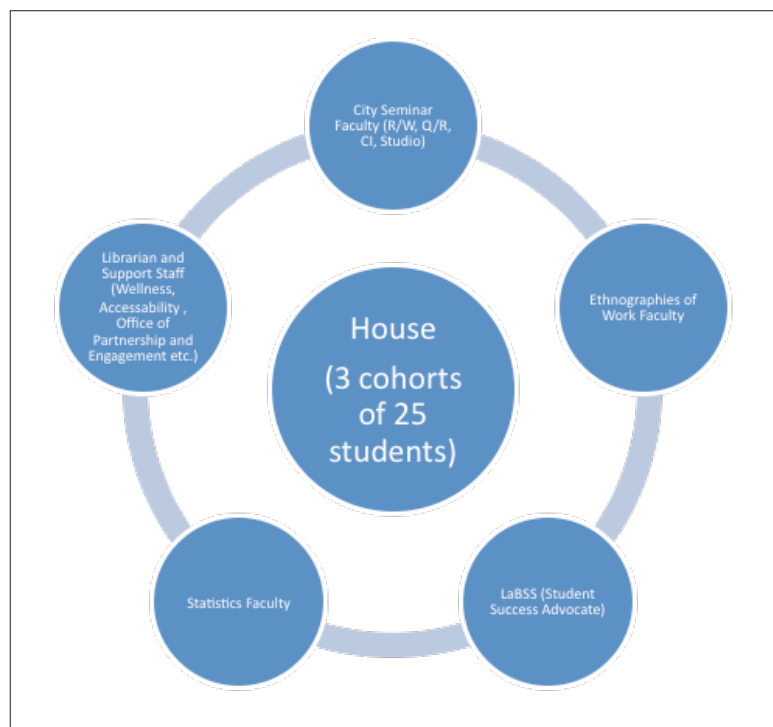 City Seminar
Faculty (R/W, Q/R,
CI, Studio)
Ethnographies of
Work Faculty
LaBSS (Student
Success Advocate)
Statistics Faculty
Librarian and
Support Staff
(Wellness,
Accessability ,
Office of
Partnership and
Engagement etc.)
House
(3 cohorts
of 25
students)